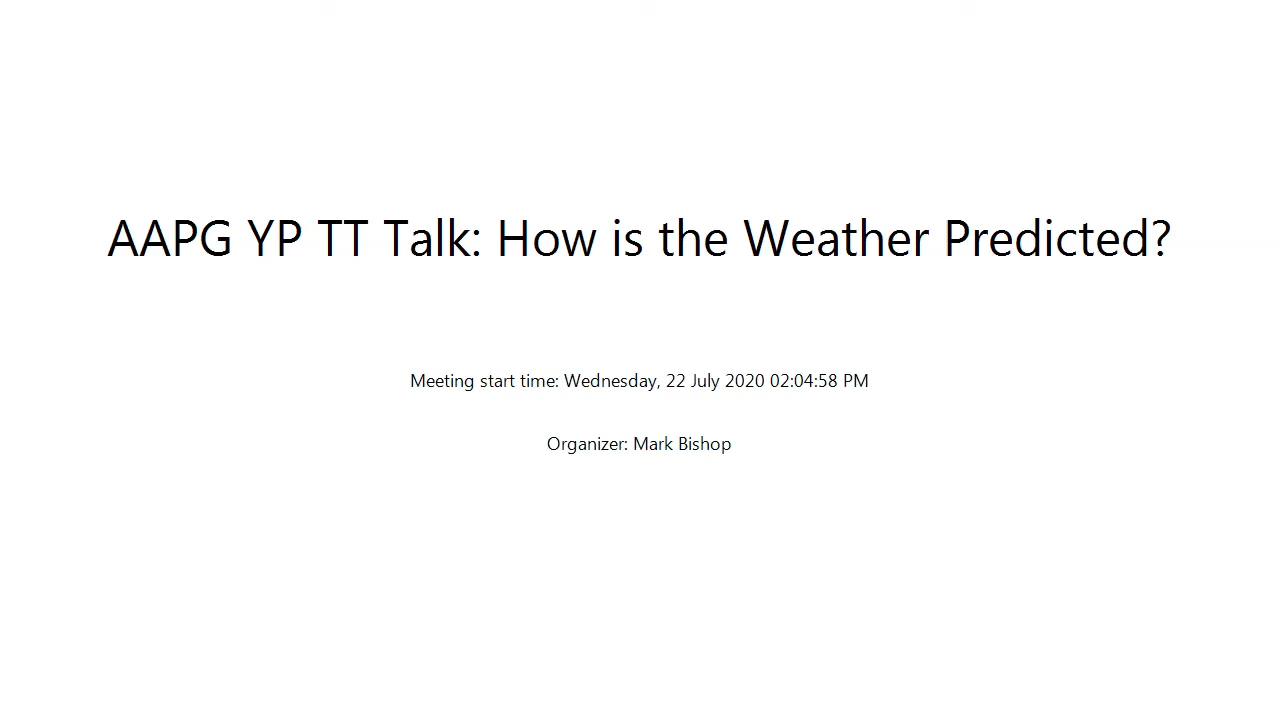 AAPG YP TT Talk: How is the Weather Predicted?
Meeting start time: Wednesday, 22 July 2020 02:04:58 PM
Organizer: Mark Bishop